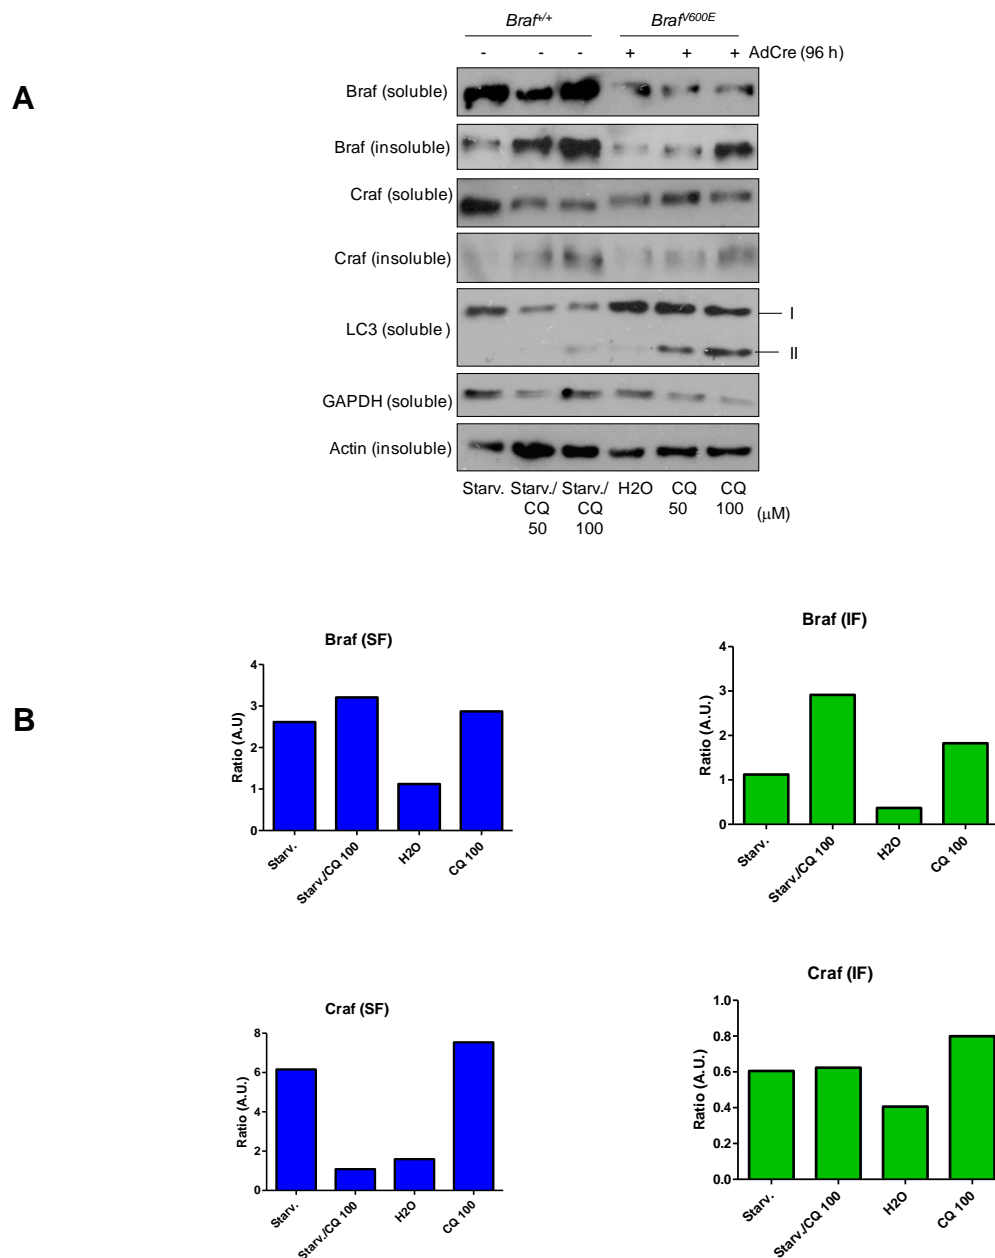 Braf+/+ BrafV600E
- - - + + + AdCre (96 h)
A
Braf (soluble)
Braf (insoluble)
Craf (soluble)
Craf (insoluble)
LC3 (soluble)
I
II
GAPDH (soluble)
Actin (insoluble)
Starv. Starv./ Starv./ H2O CQ CQ
CQ CQ 50 100 (μM)
50 100
B
Braf (SF)
Ratio (A.U)
4
3
2
1
0
Starv.
Starv./CQ 100
H2O
CQ 100
Braf (IF)
Ratio (A.U.)
4
3
2
1
0
Starv.
Starv./CQ 100
H2O
CQ 100
Craf (SF)
Ratio (A.U.)
8
6
4
2
0
Starv.
Starv./CQ 100
H2O
CQ 100
Craf (IF)
Ratio (A.U.)
1.0
0.8
0.6
0.4
0.2
0.0
Starv.
Starv./CQ 100
H2O
CQ 100